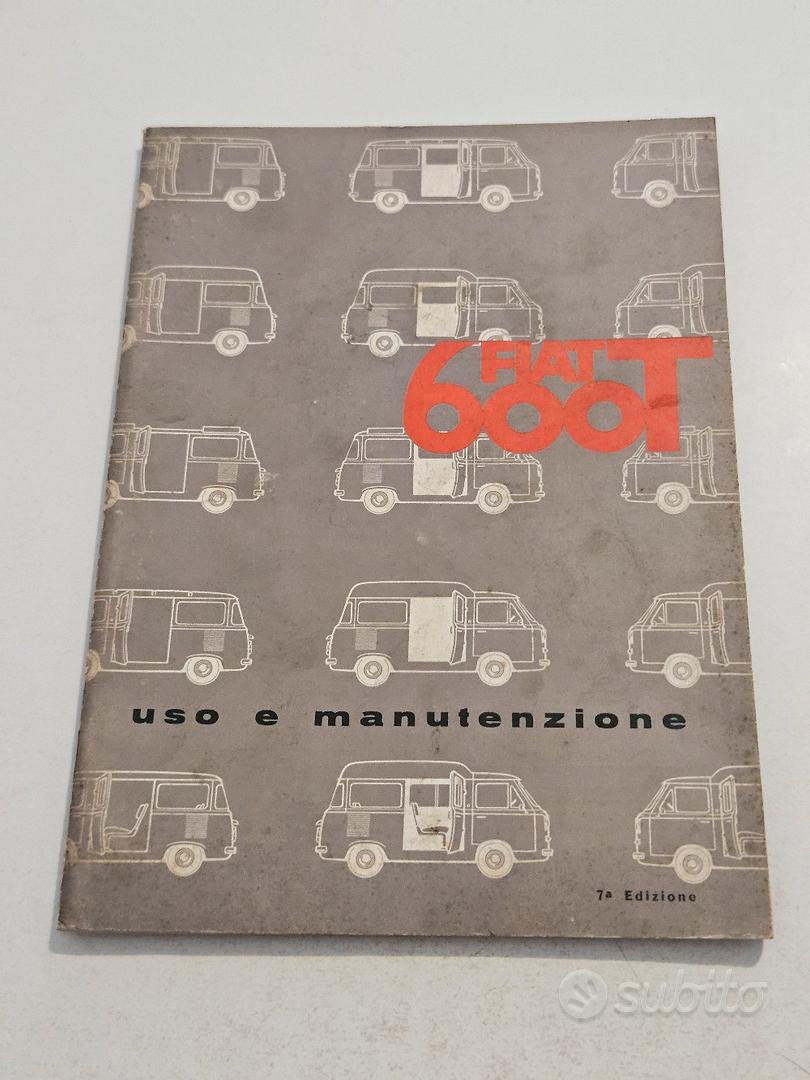 FIAT
600T
uso e manutenzione
7ª Edizione
subito